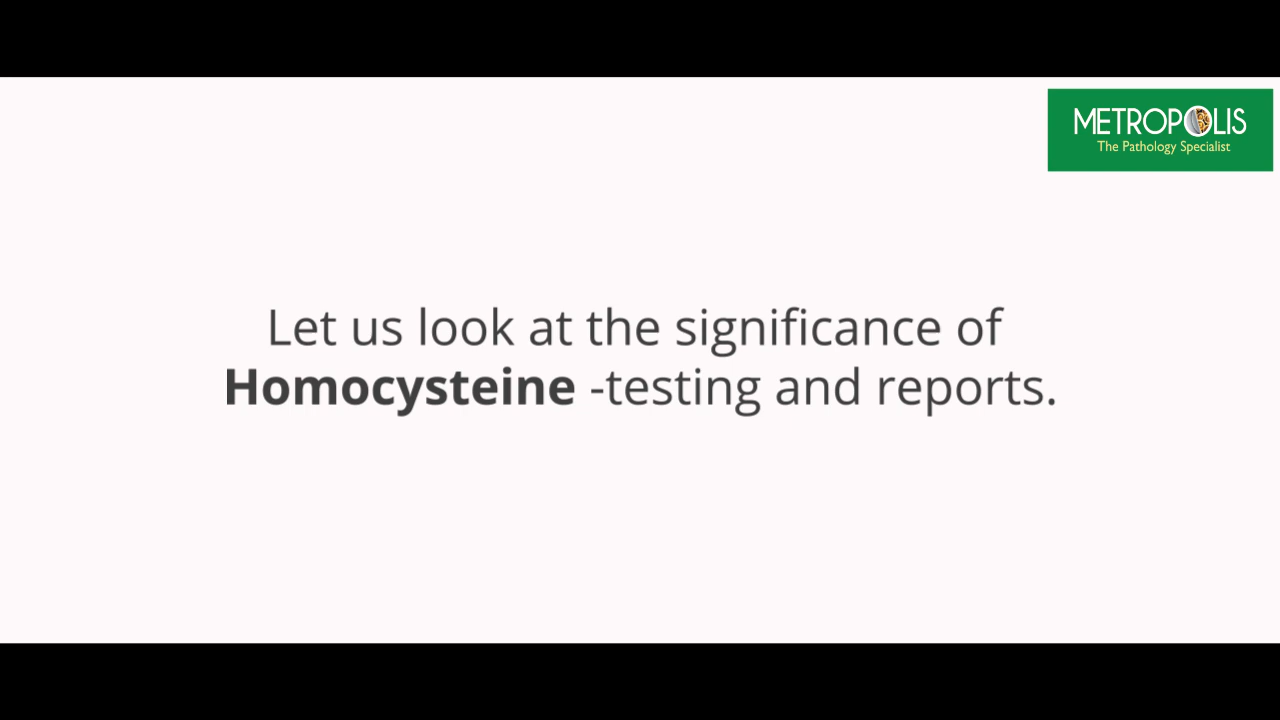 METROPOLIS
The Pathology Specialist
Let us look at the significance of
Homocysteine -testing and reports.